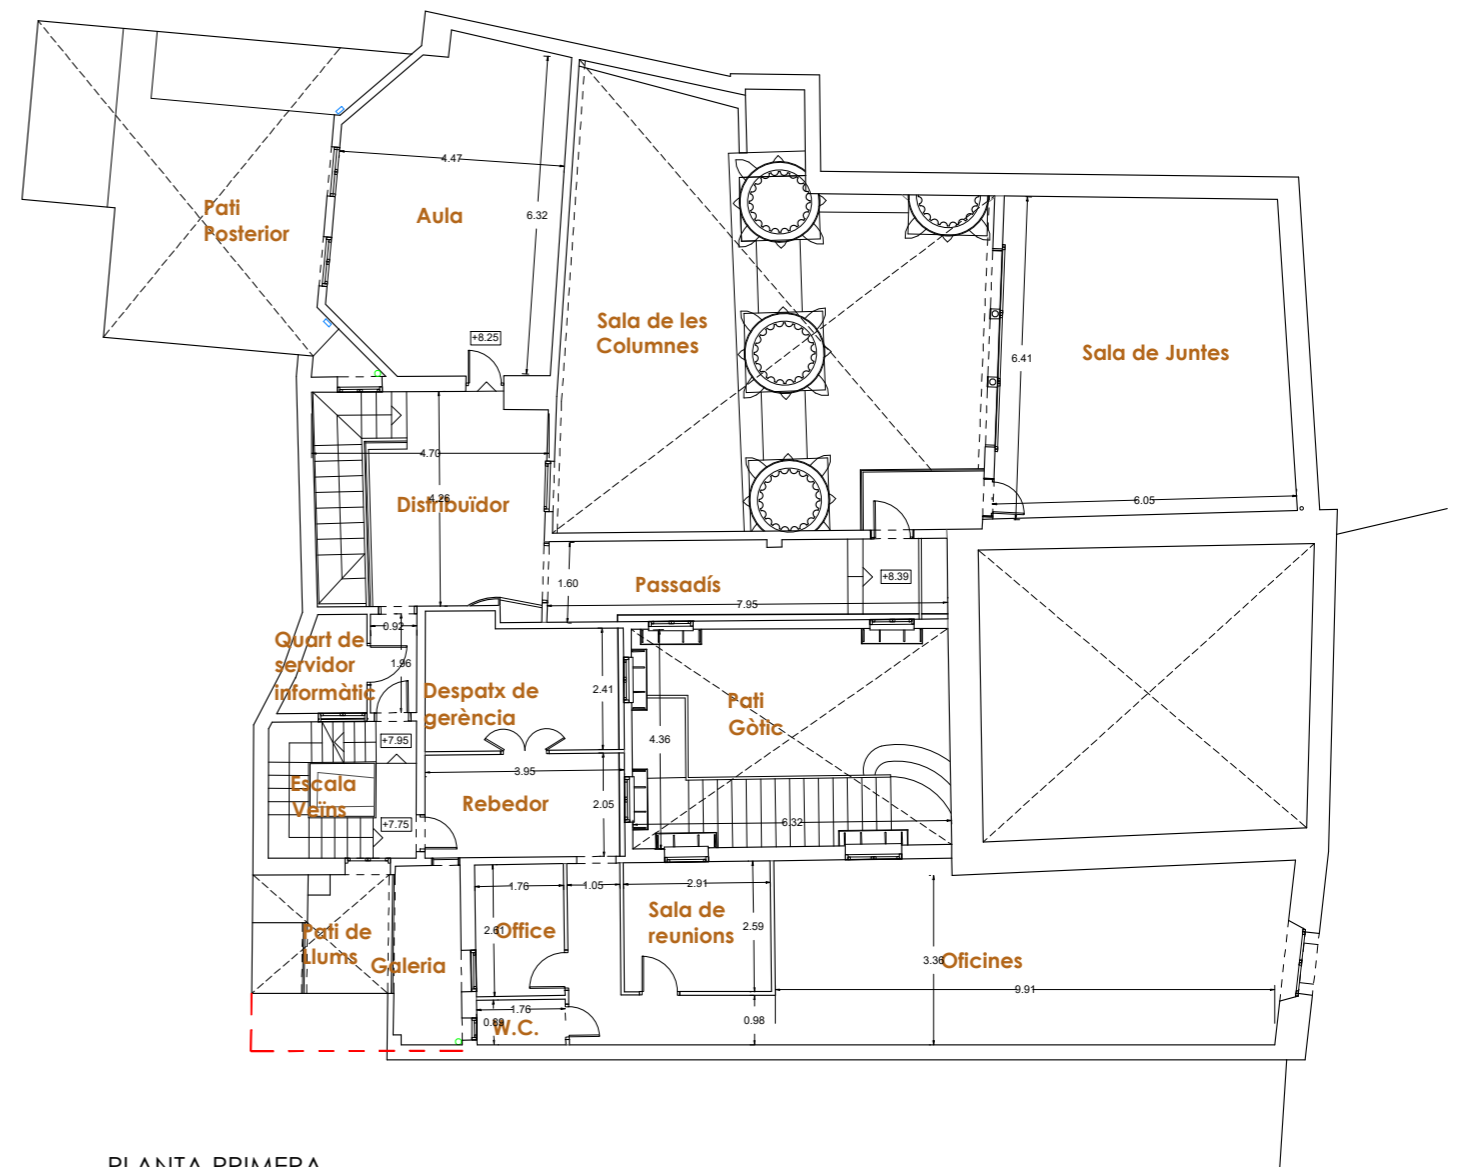 4.47
Pati
Posterior
Aula
6.32
Sala de les
Columnes
+8.25
6.41
Sala de Juntes
4.70
4.26
Distribuïdor
6.05
1.60
Passadís
+8.39
7.95
0.92
Quart de
servidor
informàtic
1.96
Despatx de
gerència
2.41
Pati
Gòtic
4.36
+7.95
3.95
Escala
Veïns
Rebedor
2.05
+7.75
6.32
1.76
1.05
2.91
Pati de
Llums
Galeria
2.61
Office
Sala de
reunions
2.59
3.36
Oficines
9.91
1.76
0.89
W.C.
0.98
PLANTA PRIMERA